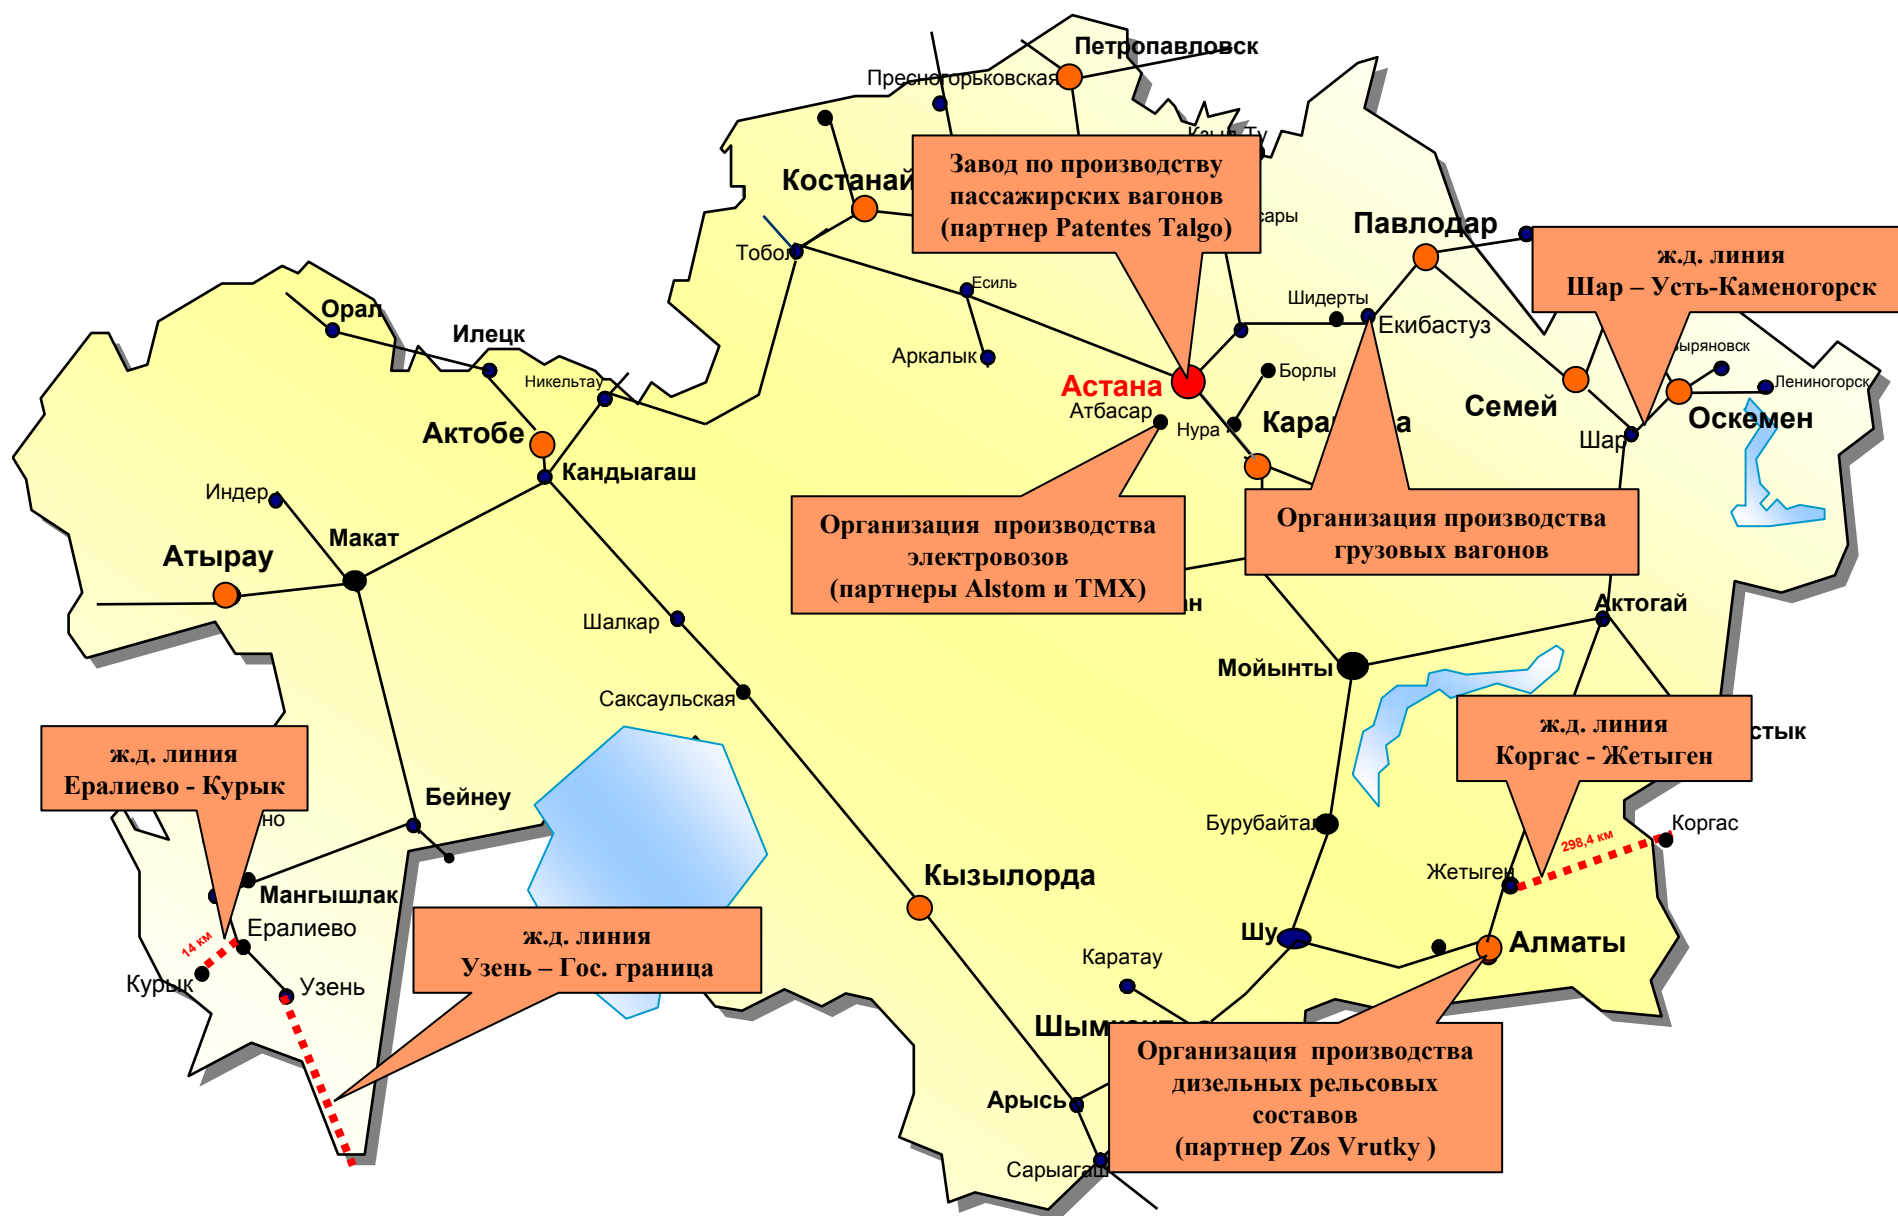 Петропавловск
Пресногорьковская
Завод по производству
пассажирских вагонов
(партнер Patentes Talgo)
Костанай
Павлодар
Тобол
Есиль
ж.д. линия
Шар – Усть-Каменогорск
Шидерты
Екибастуз
Орал
Илецк
Аркалык
Никельтау
Астана
Борлы
Лениногорск
Атбасар
Нура
Семей
Оскемен
Шар
Актобе
Кандыагаш
Индер
Макат
Атырау
Организация производства
электровозов
(партнеры Alstom и ТМХ)
Организация производства
грузовых вагонов
Актогай
Шалкар
Мойынты
Саксаульская
ж.д. линия
Коргас - Жетыген
стык
ж.д. линия
Ералиево - Курык
Бейнеу
но
Бурубайтал
298,4 км
Коргас
Жетыген
Кызылорда
Мангышлак
Ералиево
14 км
Курык
Узень
ж.д. линия
Узень – Гос. граница
Шу
Алматы
Каратау
Организация производства
дизельных рельсовых
составов
(партнер Zos Vrutky )
Арысь
Сарыагаш